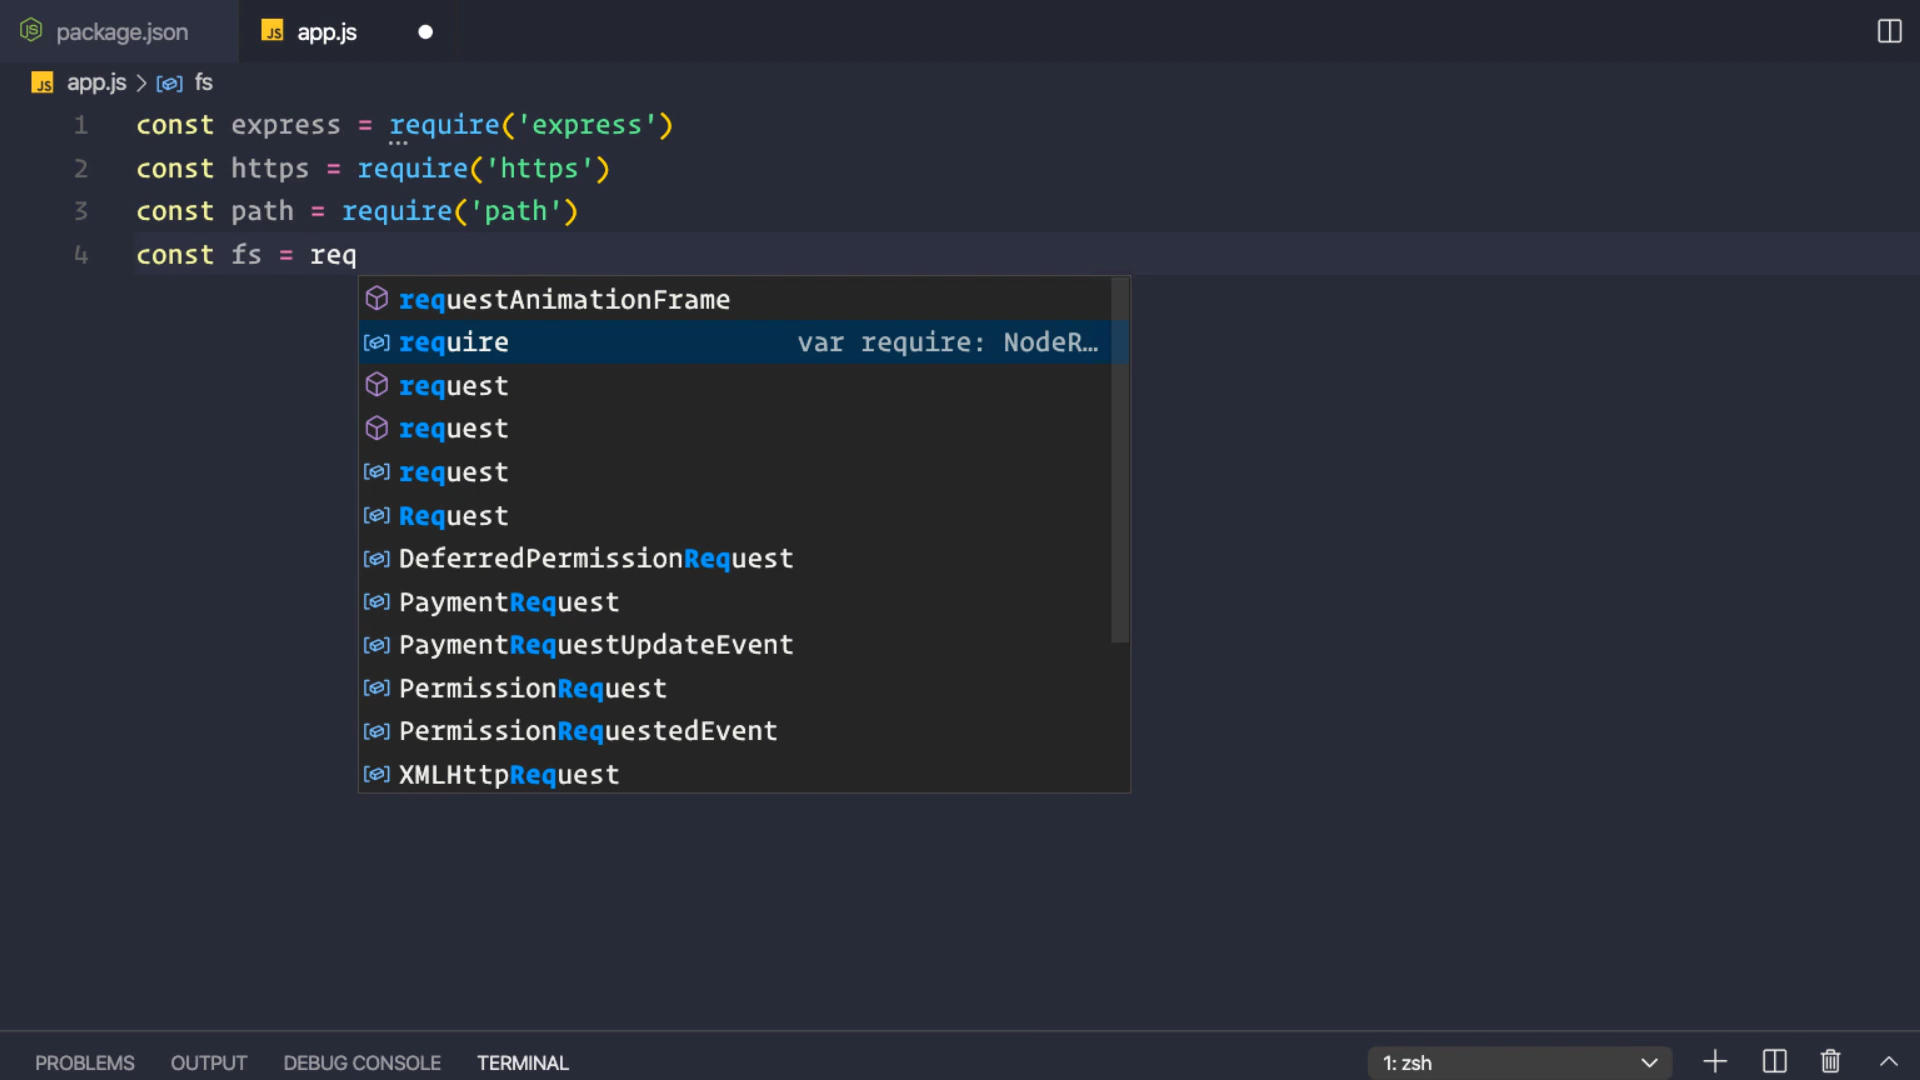 package.json
JS app.js
JS app.js > fs
1 const express = require('express')
2 const https = require('https')
3 const path = require('path')
4 const fs = req
requestAnimationFrame
require var require: NodeR…
request
request
request
Request
DeferredPermissionRequest
PaymentRequest
PaymentRequestUpdateEvent
PermissionRequest
PermissionRequestedEvent
XMLHttpRequest
PROBLEMS OUTPUT DEBUG CONSOLE TERMINAL 1: zsh